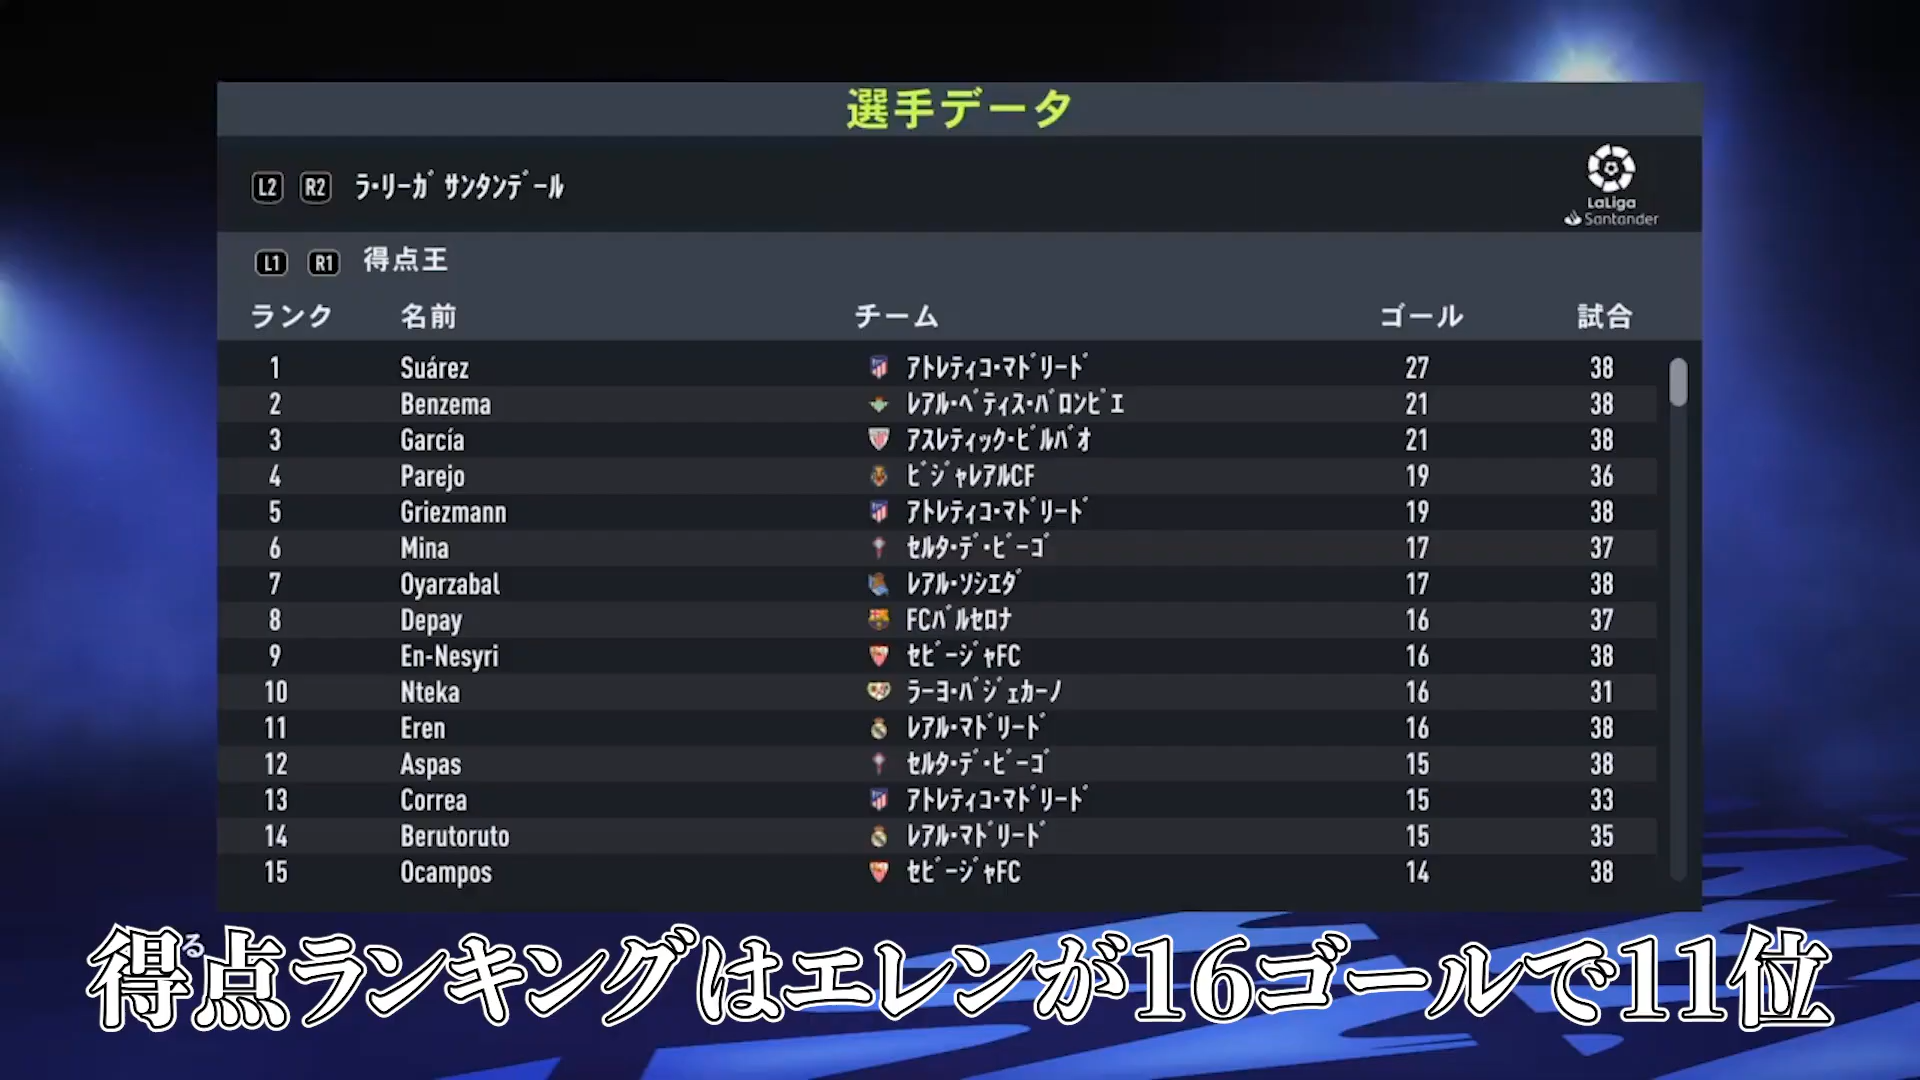 選手データ
L2 R2 ラ・リーガ サンタンデール
LaLiga
Santander
L1 R1 得点王
ランク 名前 チーム ゴール 試合
1 Suárez アトレティコ・マドリード 27 38
2 Benzema レアル・ベティス・バロンピエ 21 38
3 García アスレティック・ビルバオ 21 38
4 Parejo ビジャレアルCF 19 36
5 Griezmann アトレティコ・マドリード 19 38
6 Mina セルタ・デ・ビーゴ 17 37
7 Oyarzabal レアル・ソシエダ 17 38
8 Depay FCバルセロナ 16 37
9 En-Nesyri セビージャFC 16 38
10 Nteka ラーヨ・バジェカーノ 16 31
11 Eren レアル・マドリード 16 38
12 Aspas セルタ・デ・ビーゴ 15 38
13 Correa アトレティコ・マドリード 15 33
14 Berutoruto レアル・マドリード 15 35
15 Ocampos セビージャFC 14 38
る
得点ランキングはエレンが16ゴールで11位